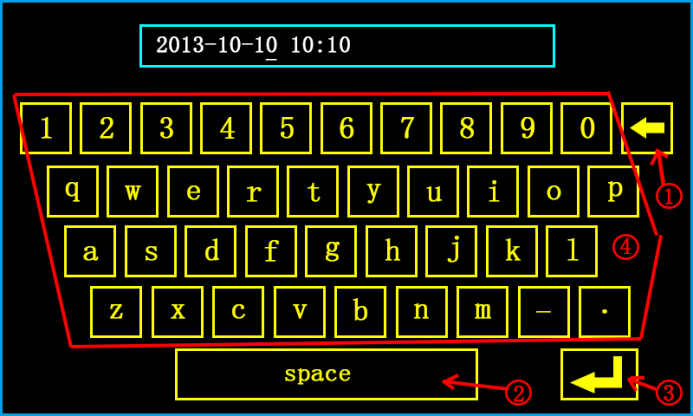 2013-10-10 10:10
1 2 3 4 5 6 7 8 9 0
①
q w e r t y u i o p
a s d f g h j k l ④
z x c v b n m – .
space ② ③